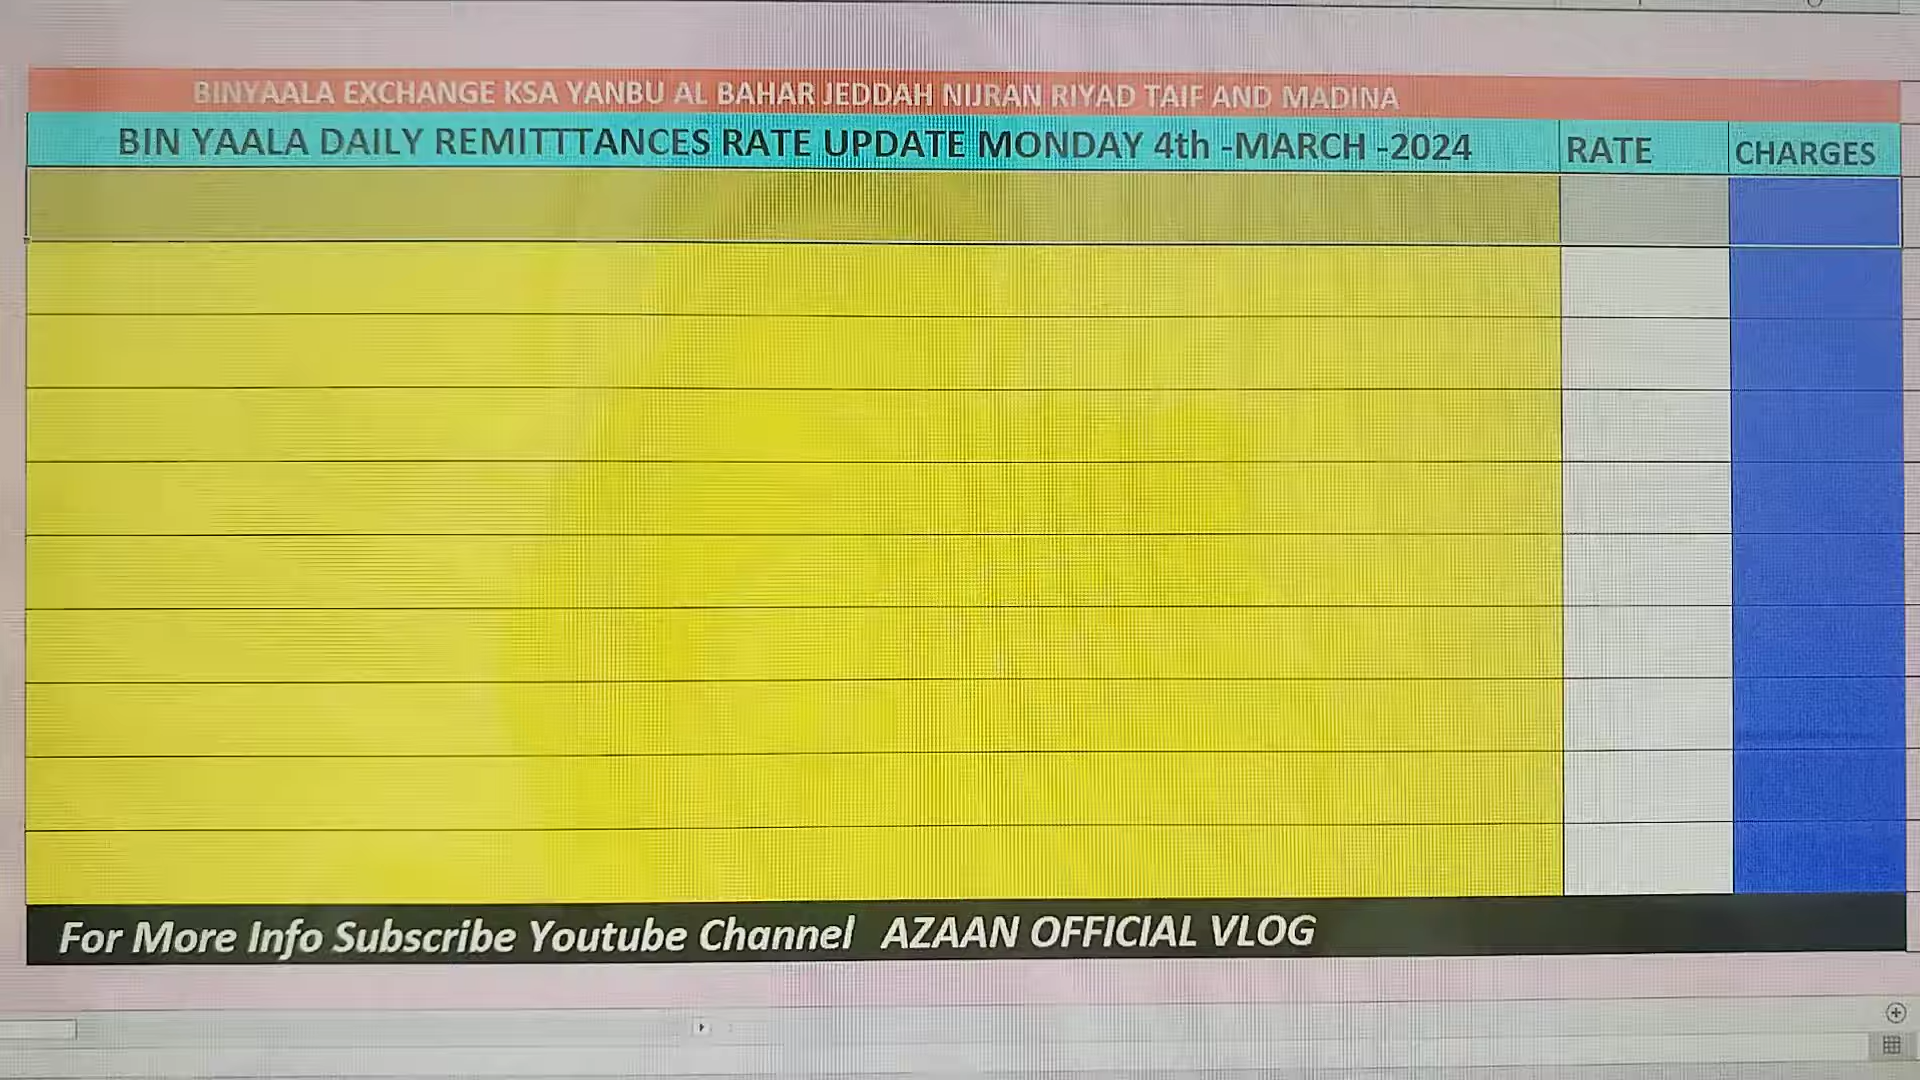 BINYAALA EXCHANGE KSA YANBU AL BAHAR JEDDAH NIJRAN RIYAD TAIF AND MADINA
BIN YAALA DAILY REMITTTANCES RATE UPDATE MONDAY 4th -MARCH -2024 RATE CHARGES
For More Info Subscribe Youtube Channel AZAAN OFFICIAL VLOG